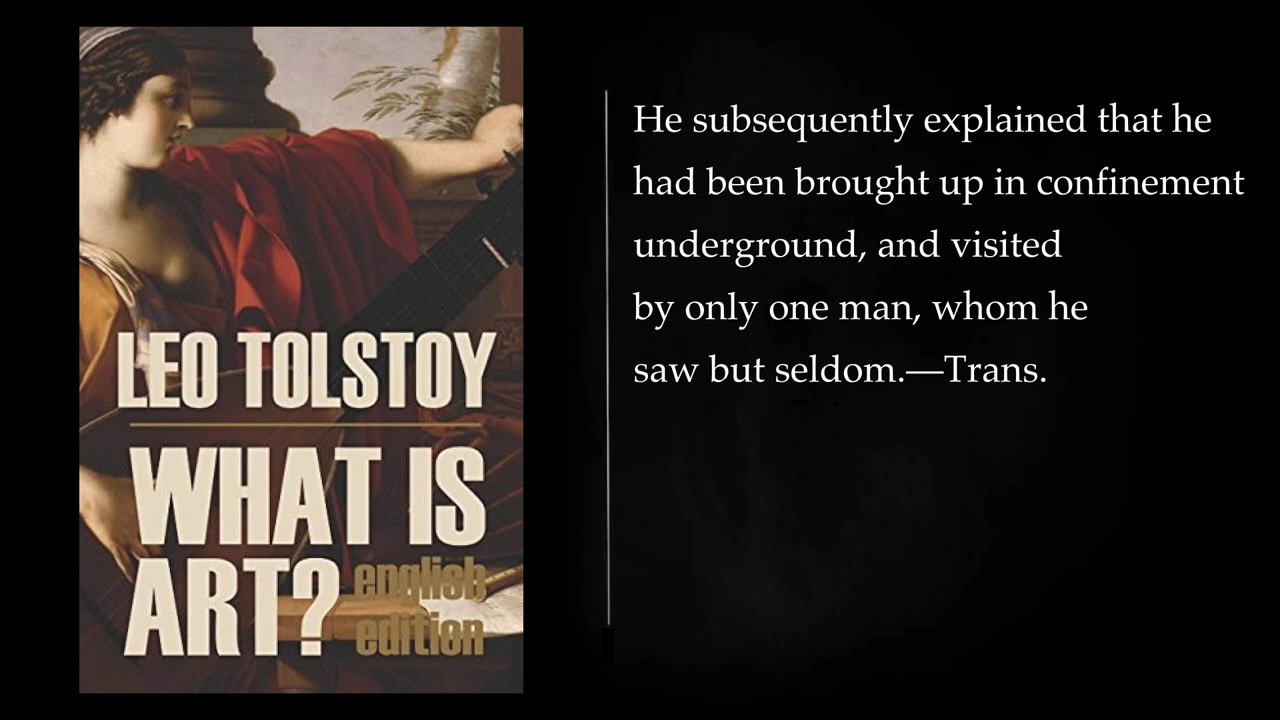 LEO TOLSTOY
WHAT IS
ART?
english
edition
He subsequently explained that he
had been brought up in confinement
underground, and visited
by only one man, whom he
saw but seldom.—Trans.